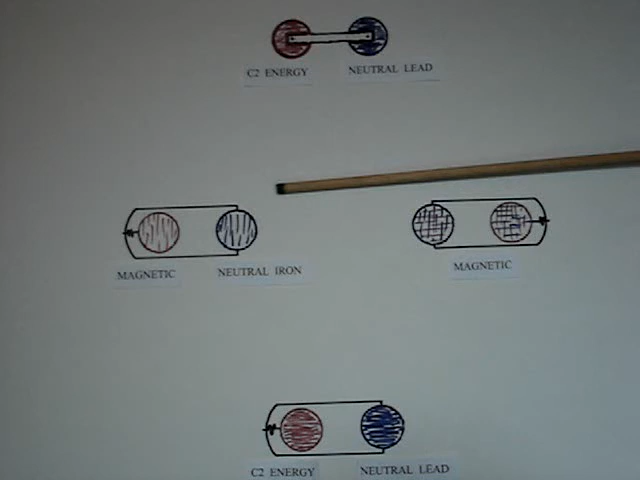 C2 ENERGY
NEUTRAL LEAD
MAGNETIC
NEUTRAL IRON
MAGNETIC
C2 ENERGY
NEUTRAL LEAD